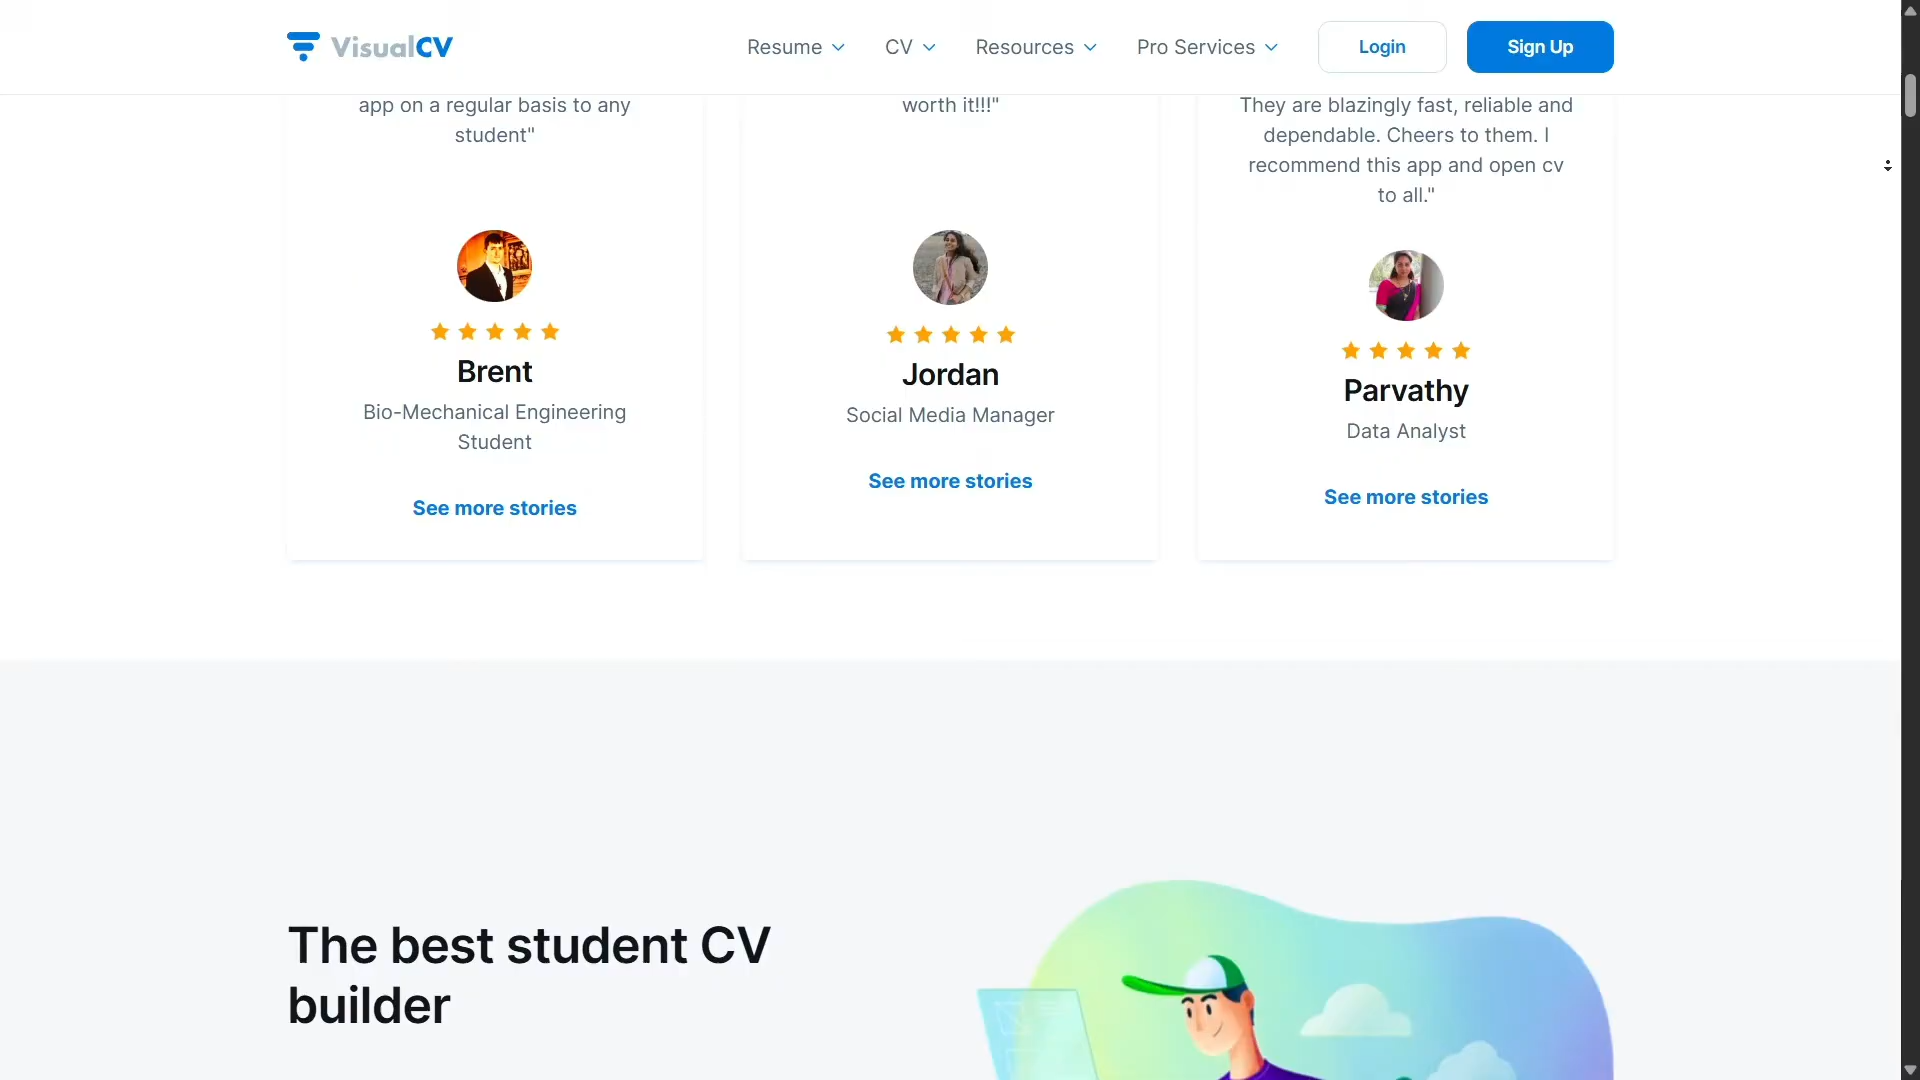 VisualCV
Resume
CV
Resources
Pro Services
Login
Sign Up
app on a regular basis to any
student"
Brent
Bio-Mechanical Engineering
Student
See more stories
worth it!!!"
Jordan
Social Media Manager
See more stories
They are blazingly fast, reliable and
dependable. Cheers to them. I
recommend this app and open cv
to all."
Parvathy
Data Analyst
See more stories
The best student CV
builder